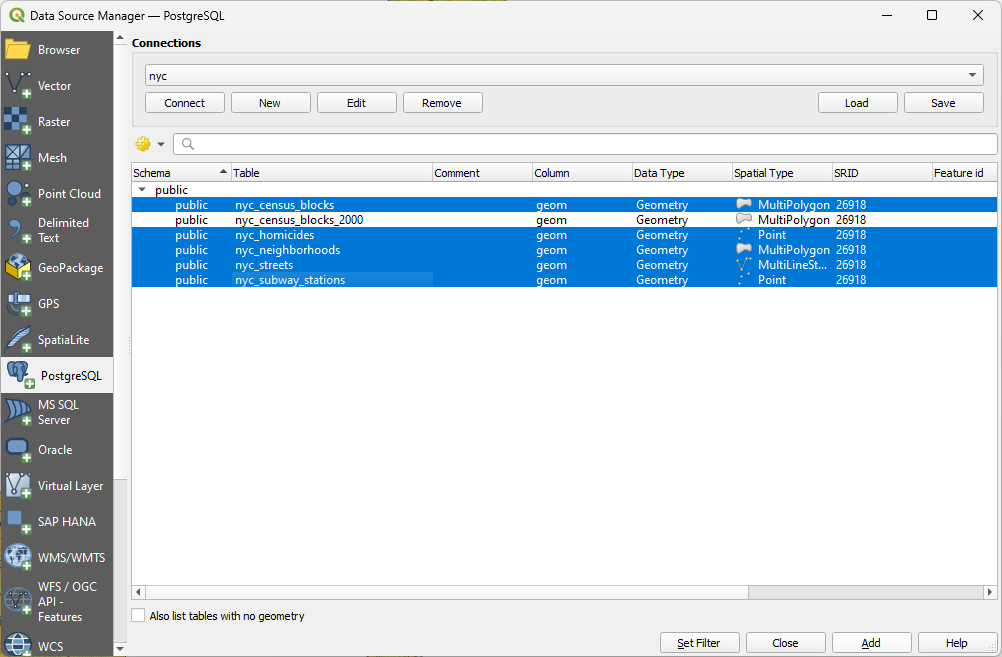 Data Source Manager — PostgreSQL
Browser
Vector
Raster
Mesh
Point Cloud
Delimited
Text
GeoPackage
GPS
SpatiaLite
PostgreSQL
MS SQL
Server
Oracle
Virtual Layer
SAP HANA
WMS/WMTS
WFS / OGC
API -
Features
WCS
Connections
nyc
Connect New Edit Remove Load Save
Schema Table Comment Column Data Type Spatial Type SRID Feature id
public
public nyc_census_blocks geom Geometry MultiPolygon 26918
public nyc_census_blocks_2000 geom Geometry MultiPolygon 26918
public nyc_homicides geom Geometry Point 26918
public nyc_neighborhoods geom Geometry MultiPolygon 26918
public nyc_streets geom Geometry MultiLineSt... 26918
public nyc_subway_stations geom Geometry Point 26918
Also list tables with no geometry
Set Filter Close Add Help